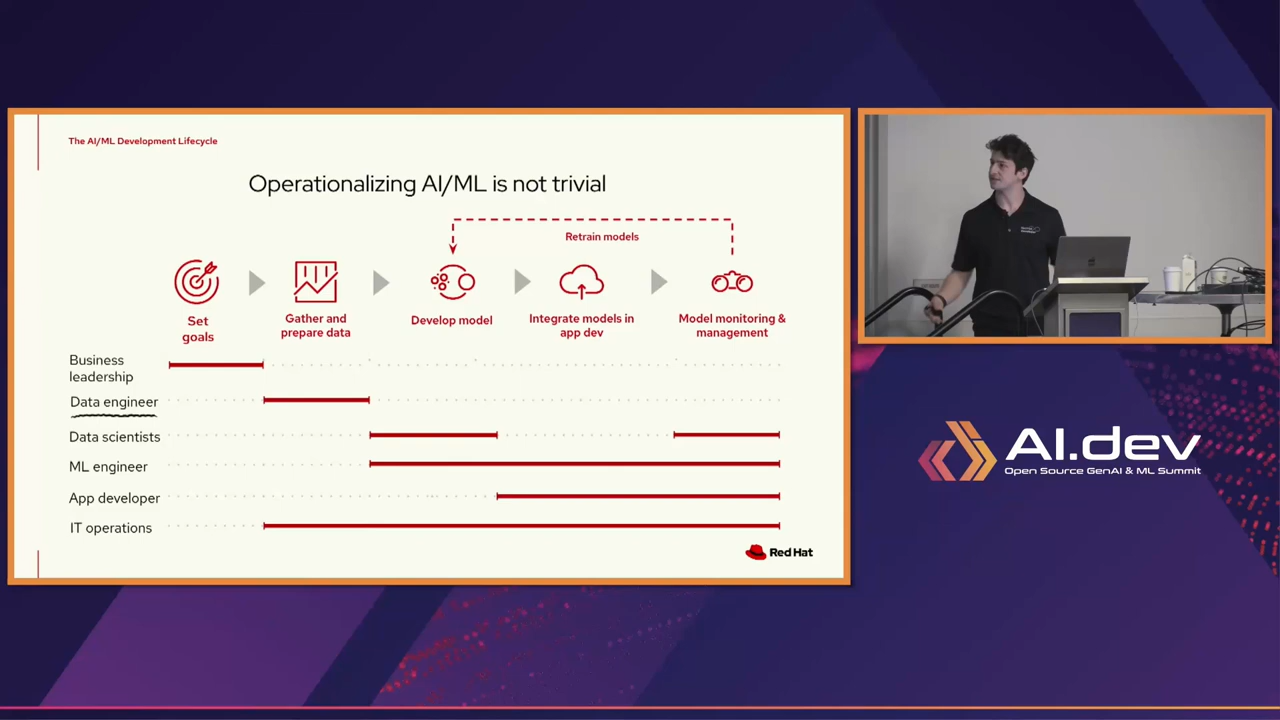 The AI/ML Development Lifecycle
Operationalizing AI/ML is not trivial
Retrain models
Set
goals
Gather and
prepare data
Develop model
Integrate models in
app dev
Model monitoring &
management
Business
leadership
Data engineer
Data scientists
ML engineer
App developer
IT operations
Red Hat
AI.dev
Open Source GenAI & ML Summit